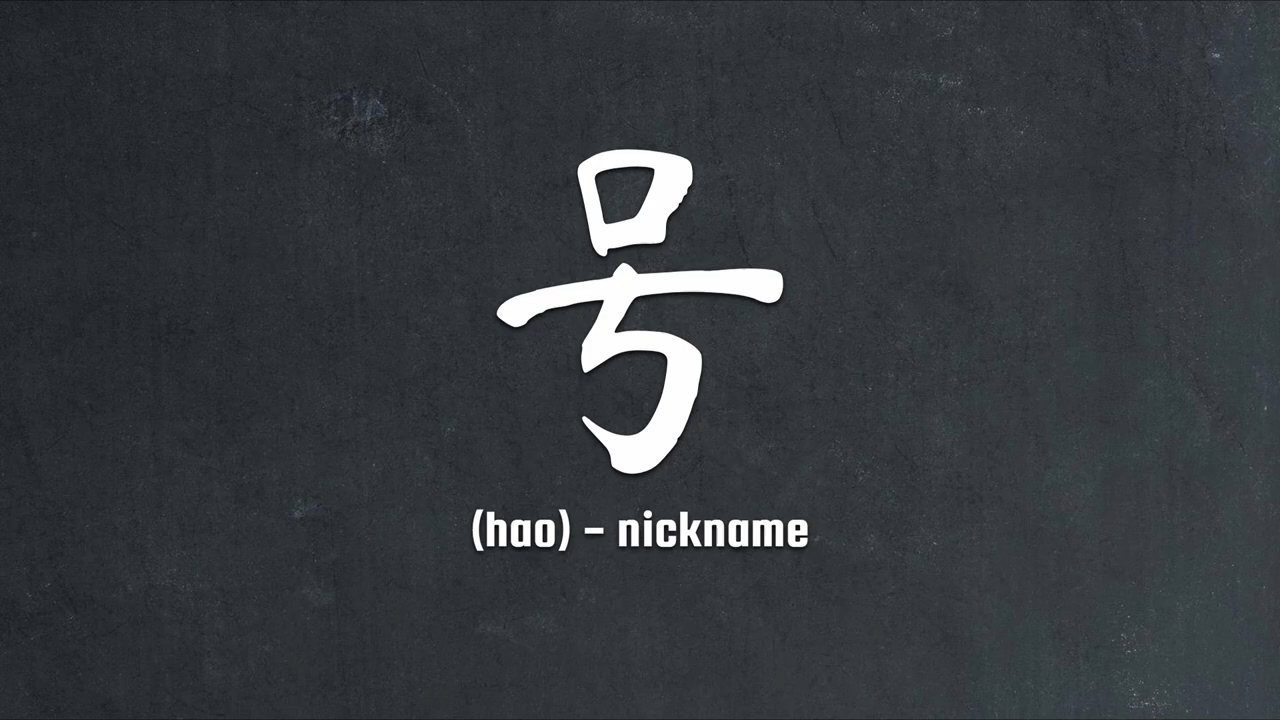 号
(hao) – nickname